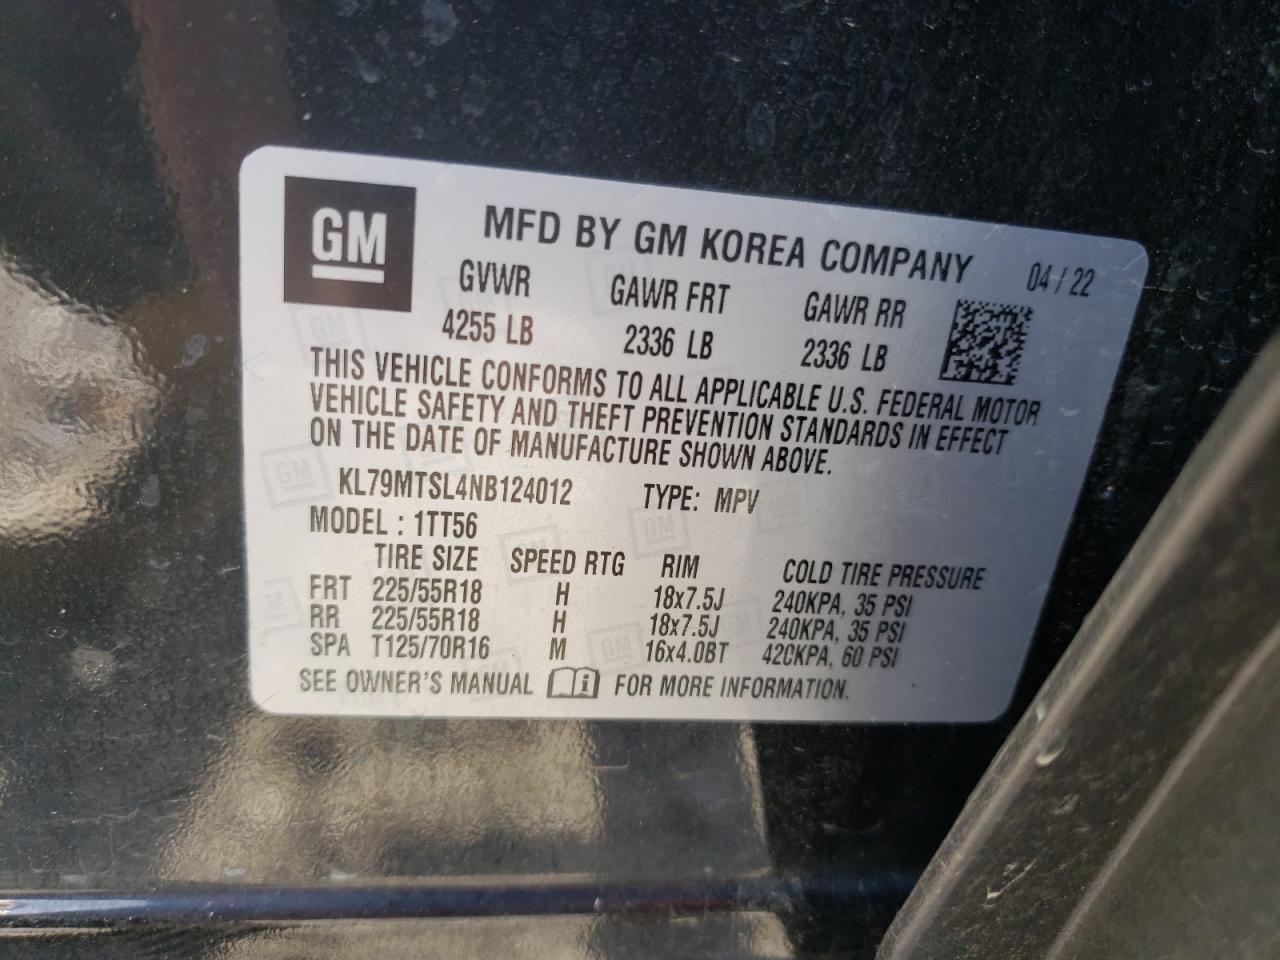 GM
MFD BY GM KOREA COMPANY 04/22
GVWR GAWR FRT GAWR RR
4255 LB 2336 LB 2336 LB
THIS VEHICLE CONFORMS TO ALL APPLICABLE U.S. FEDERAL MOTOR
VEHICLE SAFETY AND THEFT PREVENTION STANDARDS IN EFFECT
ON THE DATE OF MANUFACTURE SHOWN ABOVE.
KL79MTSL4NB124012 TYPE: MPV
MODEL : 1TT56
TIRE SIZE SPEED RTG RIM COLD TIRE PRESSURE
FRT 225/55R18 H 18x7.5J 240KPA, 35 PSI
RR 225/55R18 H 18x7.5J 240KPA, 35 PSI
SPA T125/70R16 M 16x4.0BT 420KPA, 60 PSI
SEE OWNER'S MANUAL FOR MORE INFORMATION.